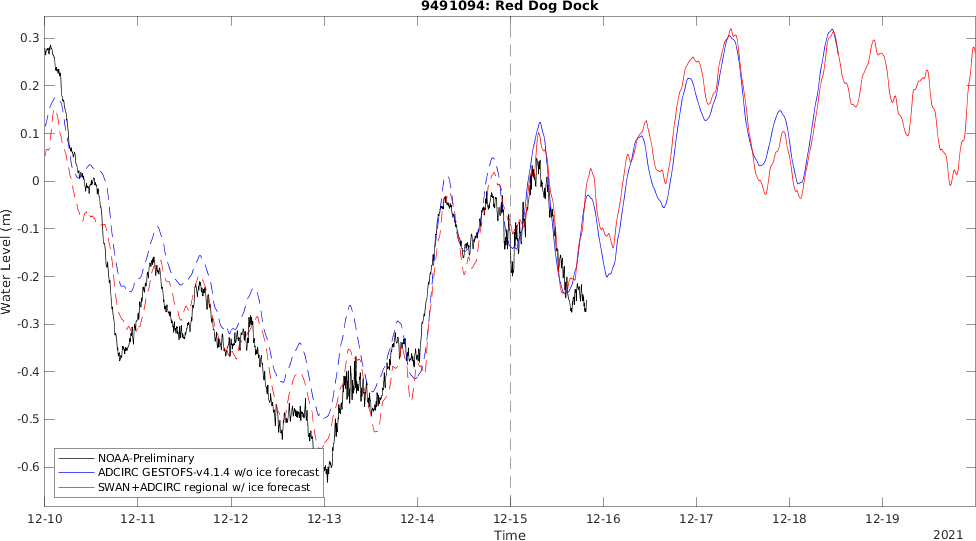 9491094: Red Dog Dock
0.3
0.2
0.1
0
-0.1
-0.2
-0.3
-0.4
-0.5
-0.6
Water Level (m)
NOAA-Preliminary
ADCIRC GESTOFS-v4.1.4 w/o ice forecast
SWAN+ADCIRC regional w/ ice forecast
12-10 12-11 12-12 12-13 12-14 12-15 12-16 12-17 12-18 12-19
Time
2021